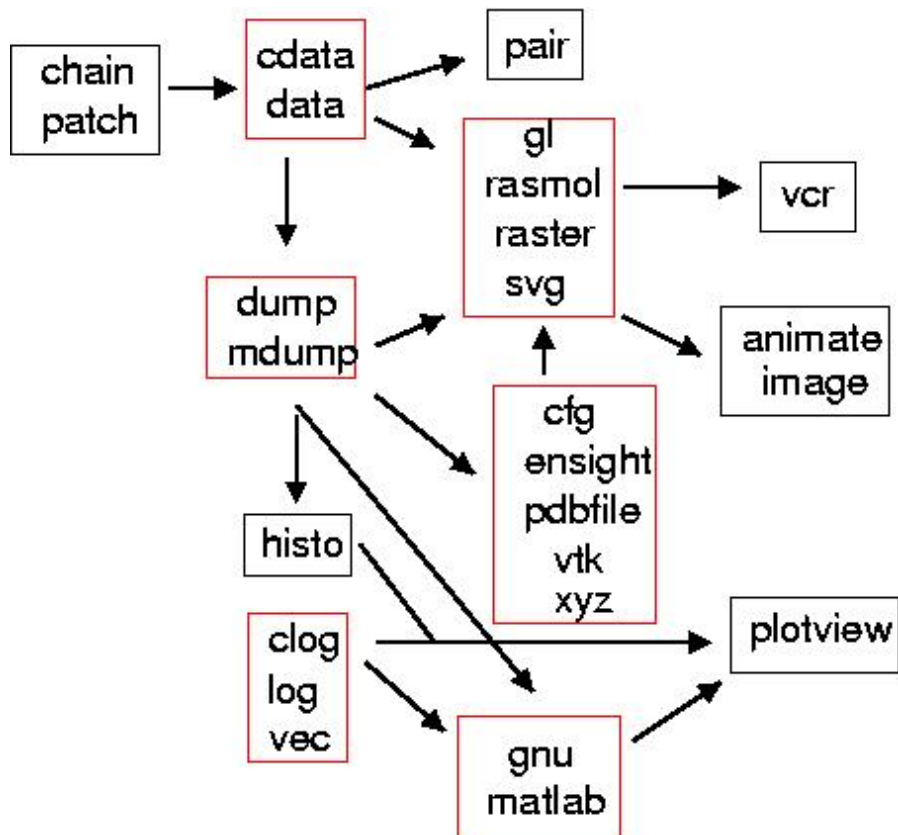 chain
patch
cdata
data
pair
gl
rasmol
raster
svg
vcr
dump
mdump
animate
image
cfg
ensight
pdbfile
vtk
xyz
histo
clog
log
vec
plotview
gnu
matlab